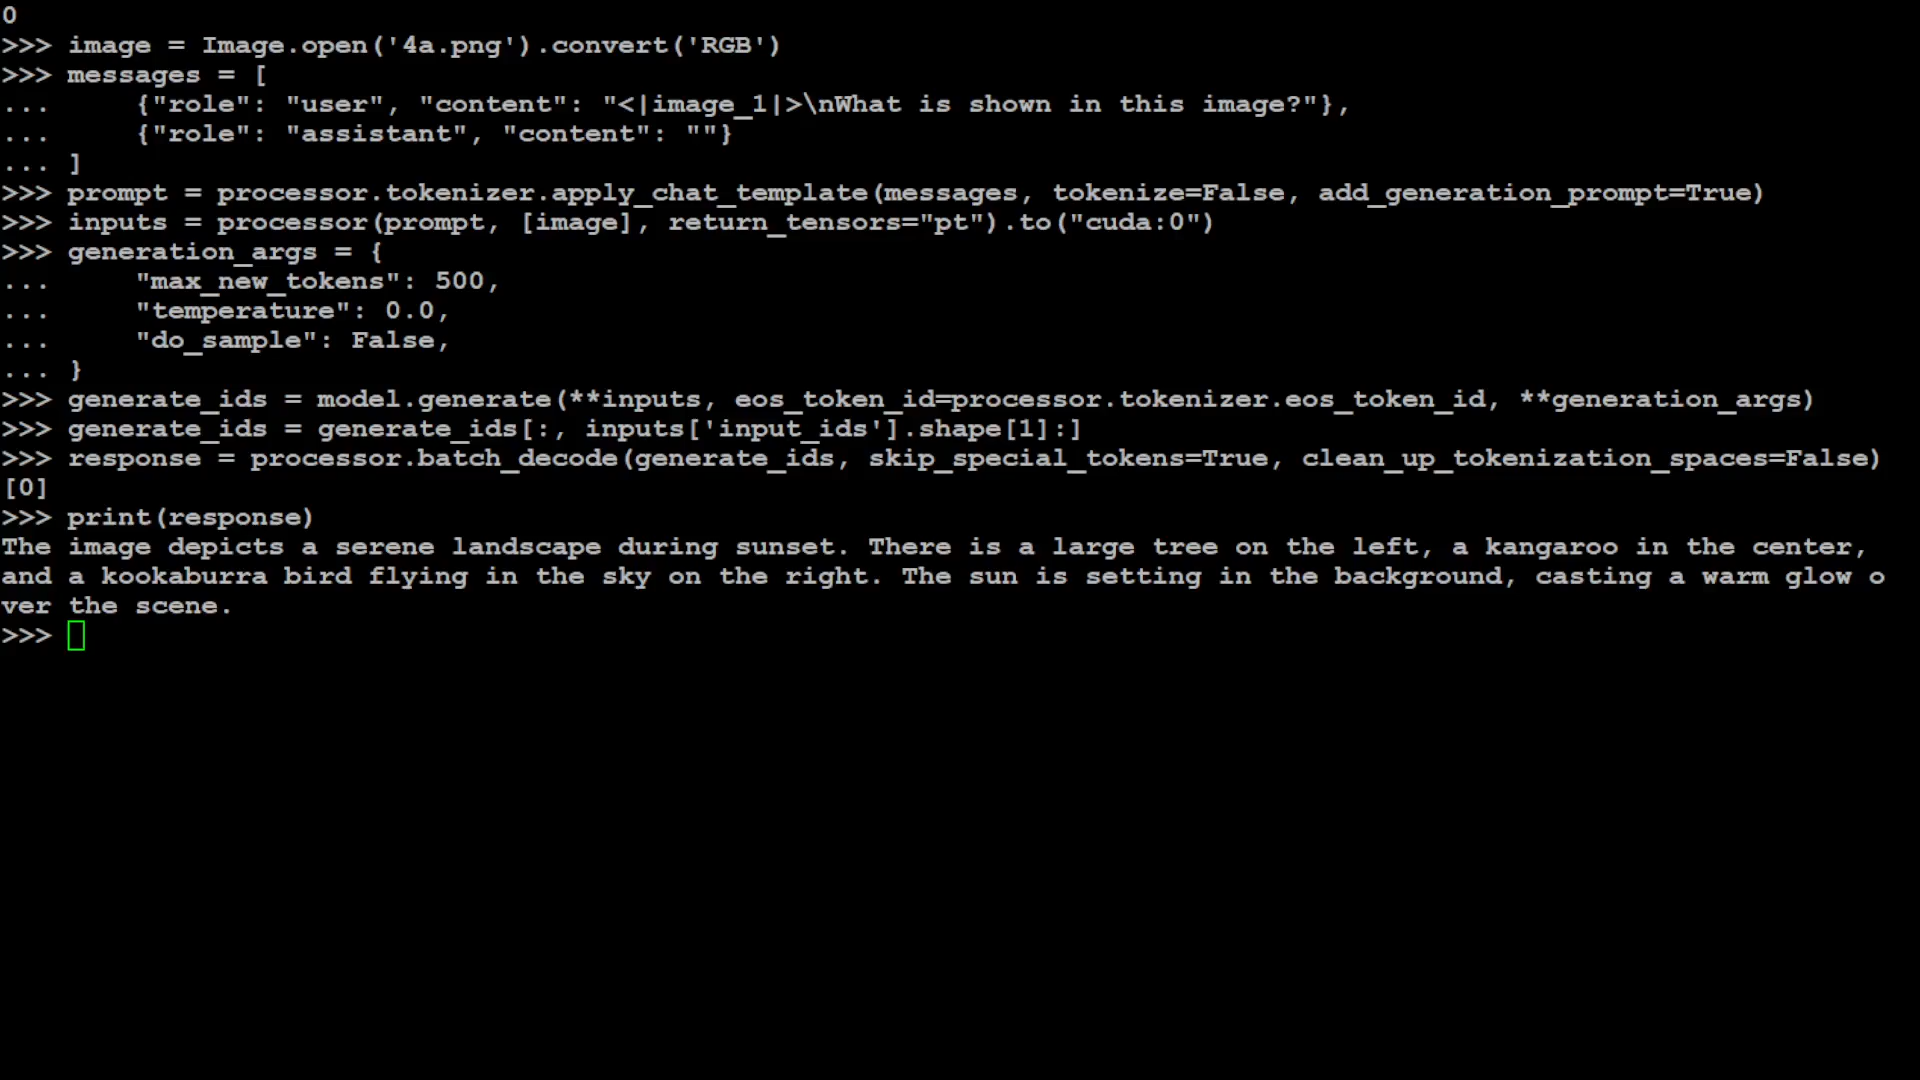 0
>>> image = Image.open('4a.png').convert('RGB')
>>> messages = [
...     {"role": "user", "content": "<|image_1|>\nWhat is shown in this image?"},
...     {"role": "assistant", "content": ""}
... ]
>>> prompt = processor.tokenizer.apply_chat_template(messages, tokenize=False, add_generation_prompt=True)
>>> inputs = processor(prompt, [image], return_tensors="pt").to("cuda:0")
>>> generation_args = {
...     "max_new_tokens": 500,
...     "temperature": 0.0,
...     "do_sample": False,
... }
>>> generate_ids = model.generate(**inputs, eos_token_id=processor.tokenizer.eos_token_id, **generation_args)
>>> generate_ids = generate_ids[:, inputs['input_ids'].shape[1]:]
>>> response = processor.batch_decode(generate_ids, skip_special_tokens=True, clean_up_tokenization_spaces=False)
[0]
>>> print(response)
The image depicts a serene landscape during sunset. There is a large tree on the left, a kangaroo in the center,
and a kookaburra bird flying in the sky on the right. The sun is setting in the background, casting a warm glow o
ver the scene.
>>>